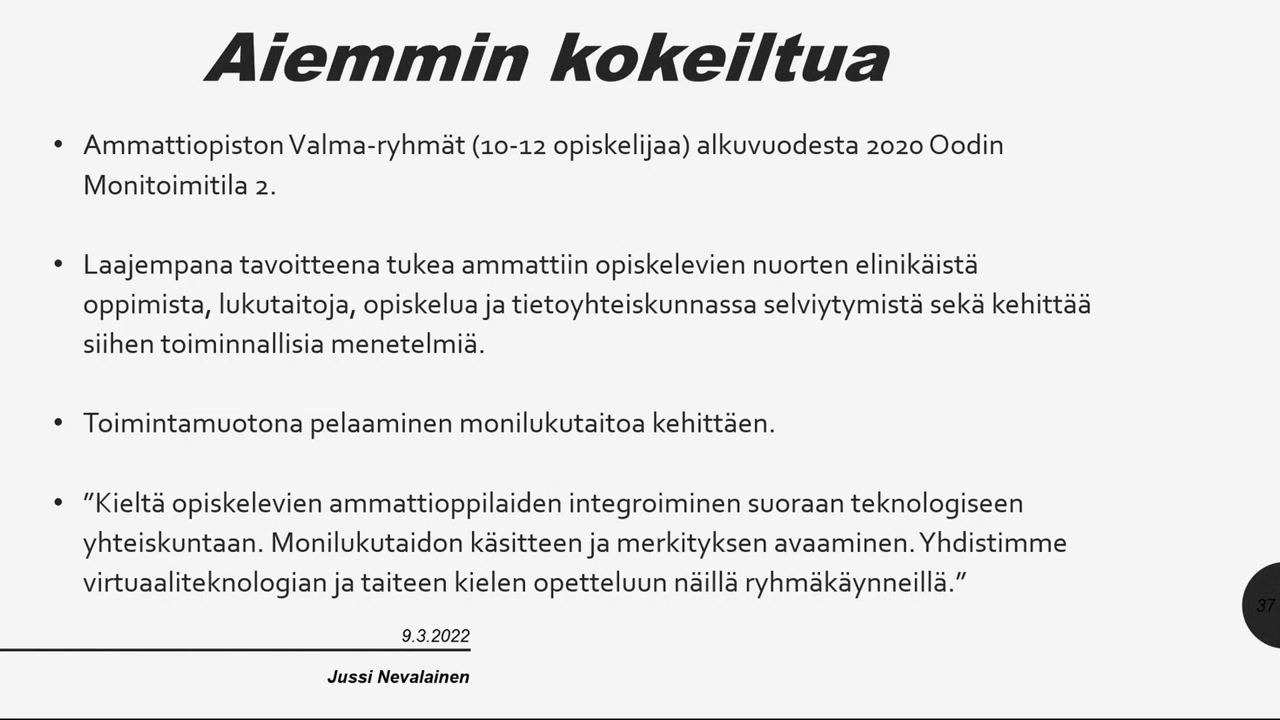 Aiemmin kokeiltua
• Ammattiopiston Valma-ryhmät (10-12 opiskelijaa) alkuvuodesta 2020 Oodin
Monitoimitila 2.
• Laajempana tavoitteena tukea ammattiin opiskelevien nuorten elinikäistä
oppimista, lukutaitoja, opiskelua ja tietoyhteiskunnassa selviytymistä sekä kehittää
siihen toiminnallisia menetelmiä.
• Toimintamuotona pelaaminen monilukutaitoa kehittäen.
• ”Kieltä opiskelevien ammattioppilaiden integroiminen suoraan teknologiseen
yhteiskuntaan. Monilukutaidon käsitteen ja merkityksen avaaminen. Yhdistimme
virtuaaliteknologian ja taiteen kielen opetteluun näillä ryhmäkäynneillä.”
37
9.3.2022
Jussi Nevalainen